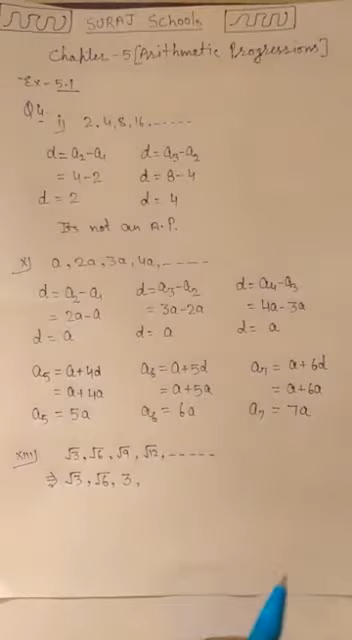 SURAJ Schools
Chapter-5 [Arithmetic Progressions]
Ex-5.1
Q4. i) 2, 4, 8, 16, -----
d = a₂-a₁ d = a₃-a₂
= 4-2 d = 8-4
d = 2 d = 4
It's not an A.P.
x) a, 2a, 3a, 4a, -----
d = a₂-a₁ d = a₃-a₂ d = a₄-a₃
= 2a-a = 3a-2a = 4a-3a
d = a d = a d = a
a₅ = a+4d a₆ = a+5d a₇ = a+6d
= a+4a = a+5a = a+6a
a₅ = 5a a₆ = 6a a₇ = 7a
xiii) √3, √6, √9, √12, -----
⇒ √3, √6, 3,